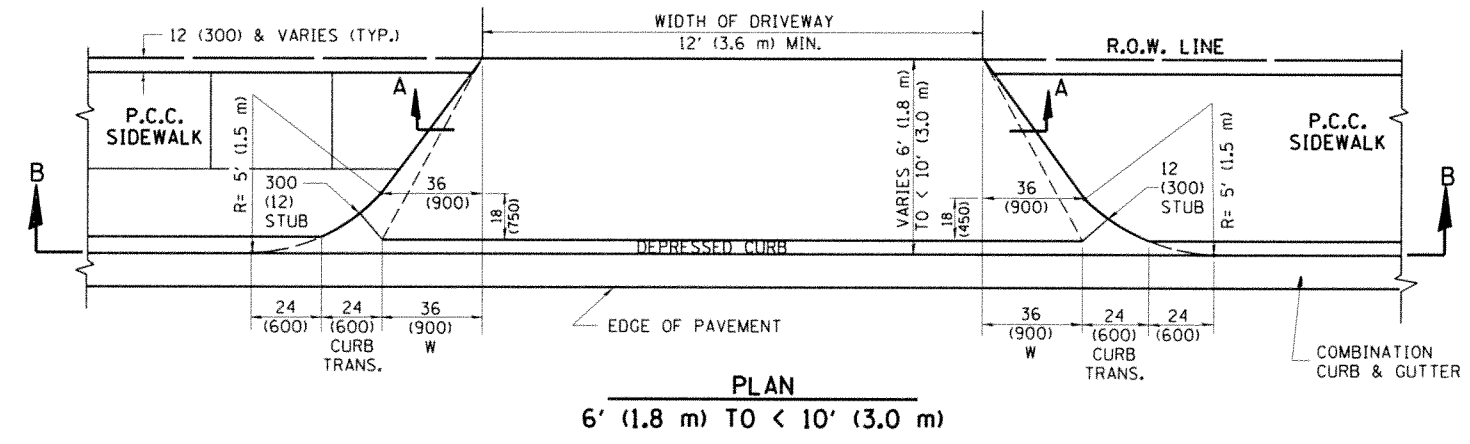 WIDTH OF DRIVEWAY
12' (3.6 m) MIN.
12 (300) & VARIES (TYP.)
R.O.W. LINE
A
A
P.C.C.
SIDEWALK
P.C.C.
SIDEWALK
R= 5' (1.5 m)
VARIES 6' (1.8 m)
TO < 10' (3.0 m)
R= 5' (1.5 m)
B
B
300
(12)
STUB
36
(900)
18
(750)
36
(900)
18
(450)
12
(300)
STUB
DEPRESSED CURB
24
(600)
24
(600)
CURB
TRANS.
36
(900)
W
EDGE OF PAVEMENT
36
(900)
W
24
(600)
CURB
TRANS.
24
(600)
COMBINATION
CURB & GUTTER
PLAN
6' (1.8 m) TO < 10' (3.0 m)